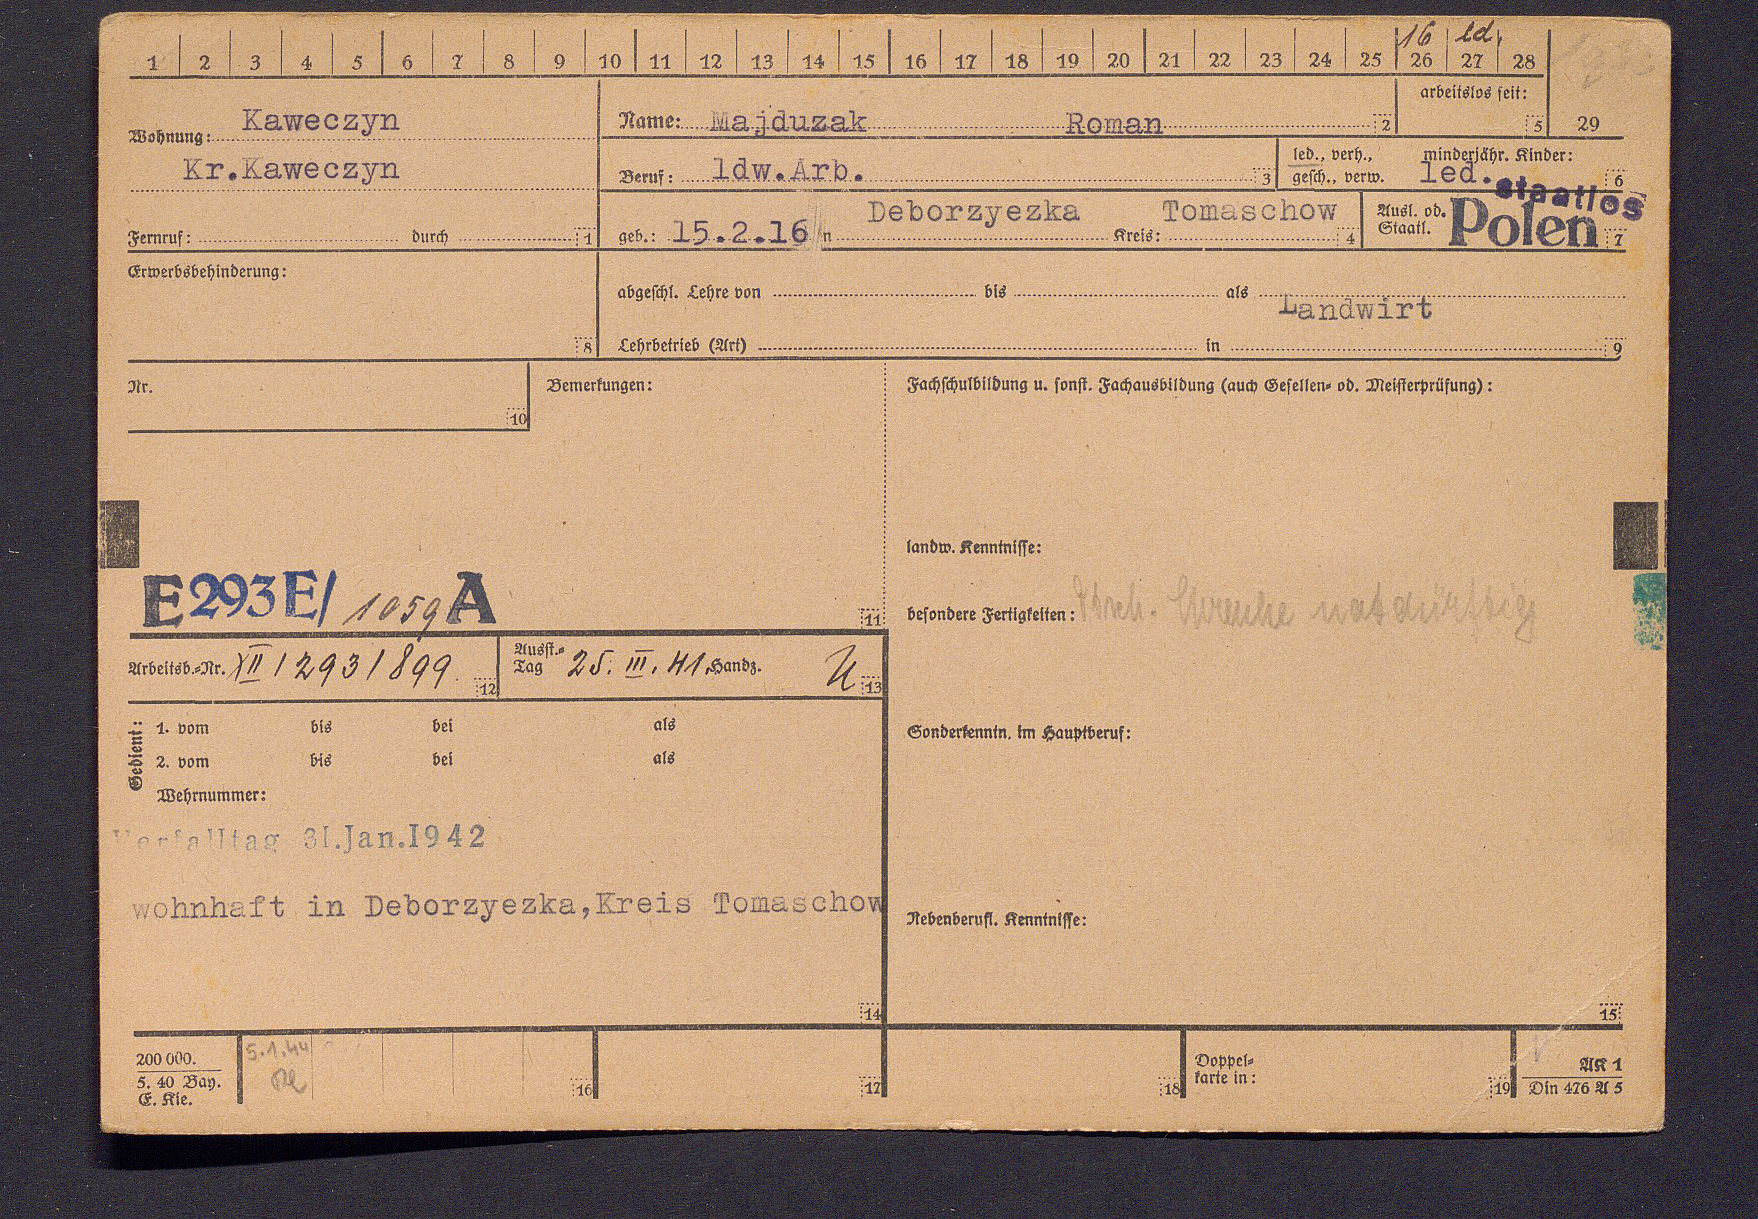 16 led.
1 2 3 4 5 6 7 8 9 10 11 12 13 14 15 16 17 18 19 20 21 22 23 24 25 26 27 28
arbeitslos seit:
5 29
Wohnung: Kaweczyn
Kr.Kaweczyn
Name: Majduzak Roman 2
Beruf: ldw.Arb. 3
led., verh., minderjähr. Kinder:
gesch., verw. led. 6
staatlos
Fernruf: durch 1
geb.: 15.2.16 in Deborzyezka Kreis: Tomaschow 4
Ausl. od. Staatl. Polen 7
Erwerbsbehinderung:
8
abgeschl. Lehre von bis als Landwirt
Lehrbetrieb (Art) in 9
Nr.
10
Bemerkungen:
Fachschulbildung u. sonst. Fachausbildung (auch Gesellen- od. Meisterprüfung):
landw. Kenntnisse:
E 293 E/ 1059 A
11
besondere Fertigkeiten: notdürftig
Arbeitsb.-Nr. XII/293/899 12
Ausst.-Tag 25. III. 41. Handz. 13
Gedient:
1. vom bis bei als
2. vom bis bei als
Wehrnummer:
Sonderkenntn. im Hauptberuf:
Verfalltag 31.Jan.1942
wohnhaft in Deborzyezka,Kreis Tomaschow
Nebenberufl. Kenntnisse:
14
15
200 000.
5. 40 Bay.
E. Kie.
5.1.44
16
17
18
Doppel-
karte in:
19
AK 1
Din 476 A 5